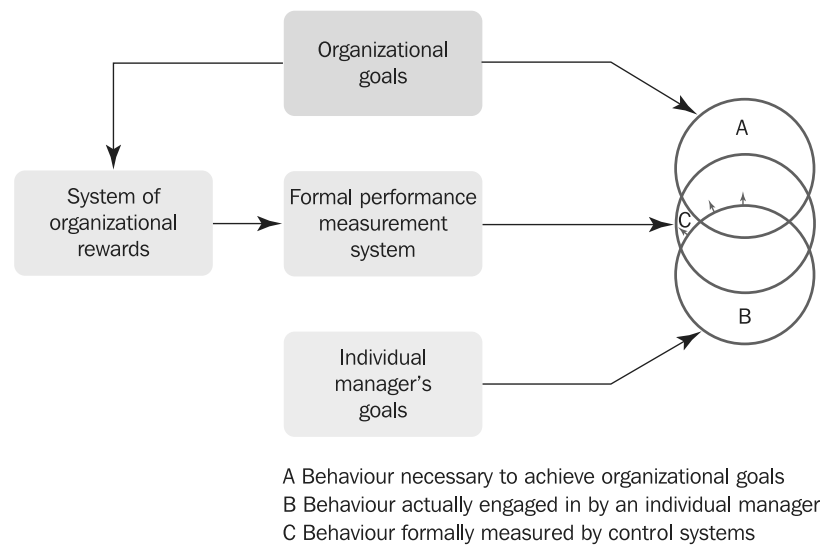 Organizational
goals
A
System of
organizational
rewards
Formal performance
measurement
system
C
B
Individual
manager's
goals
A Behaviour necessary to achieve organizational goals
B Behaviour actually engaged in by an individual manager
C Behaviour formally measured by control systems